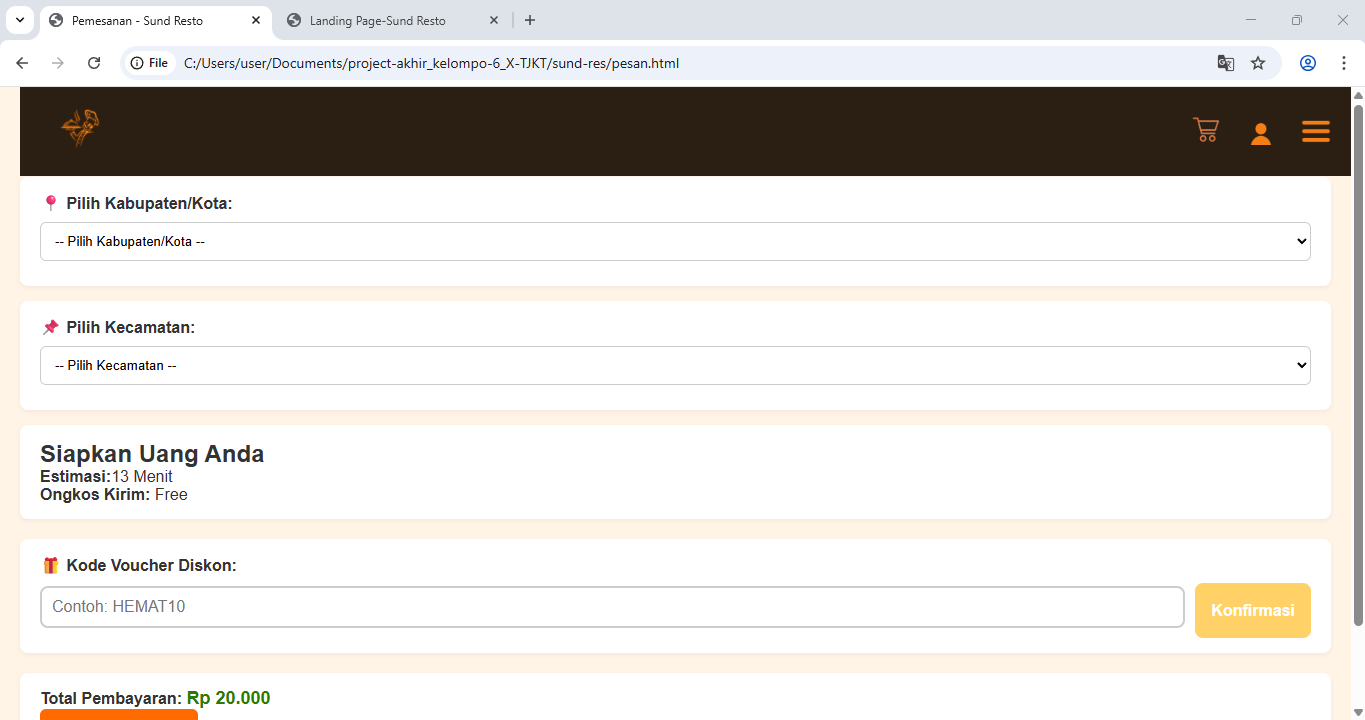 Pemesanan - Sund Resto
Landing Page-Sund Resto
File
C:/Users/user/Documents/project-akhir_kelompo-6_X-TJKT/sund-res/pesan.html
Pilih Kabupaten/Kota:
-- Pilih Kabupaten/Kota --
Pilih Kecamatan:
-- Pilih Kecamatan --
Siapkan Uang Anda
Estimasi:13 Menit
Ongkos Kirim: Free
Kode Voucher Diskon:
Contoh: HEMAT10
Konfirmasi
Total Pembayaran: Rp 20.000